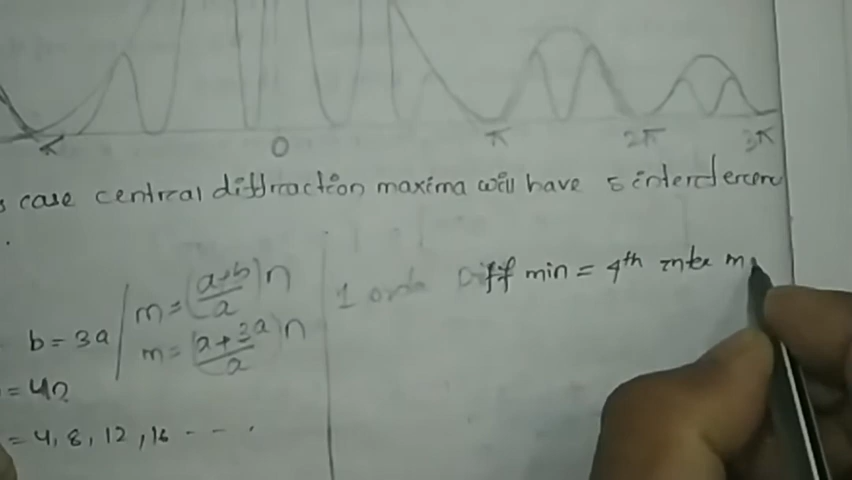 π 0 π 2π 3π
s case central diffraction maxima will have 5 interference
b = 3a
m = (a+b/a)n
m = (a+3a/a)n
= 4n
= 4, 8, 12, 16 - - - .
1 order Diff min = 4th inter m